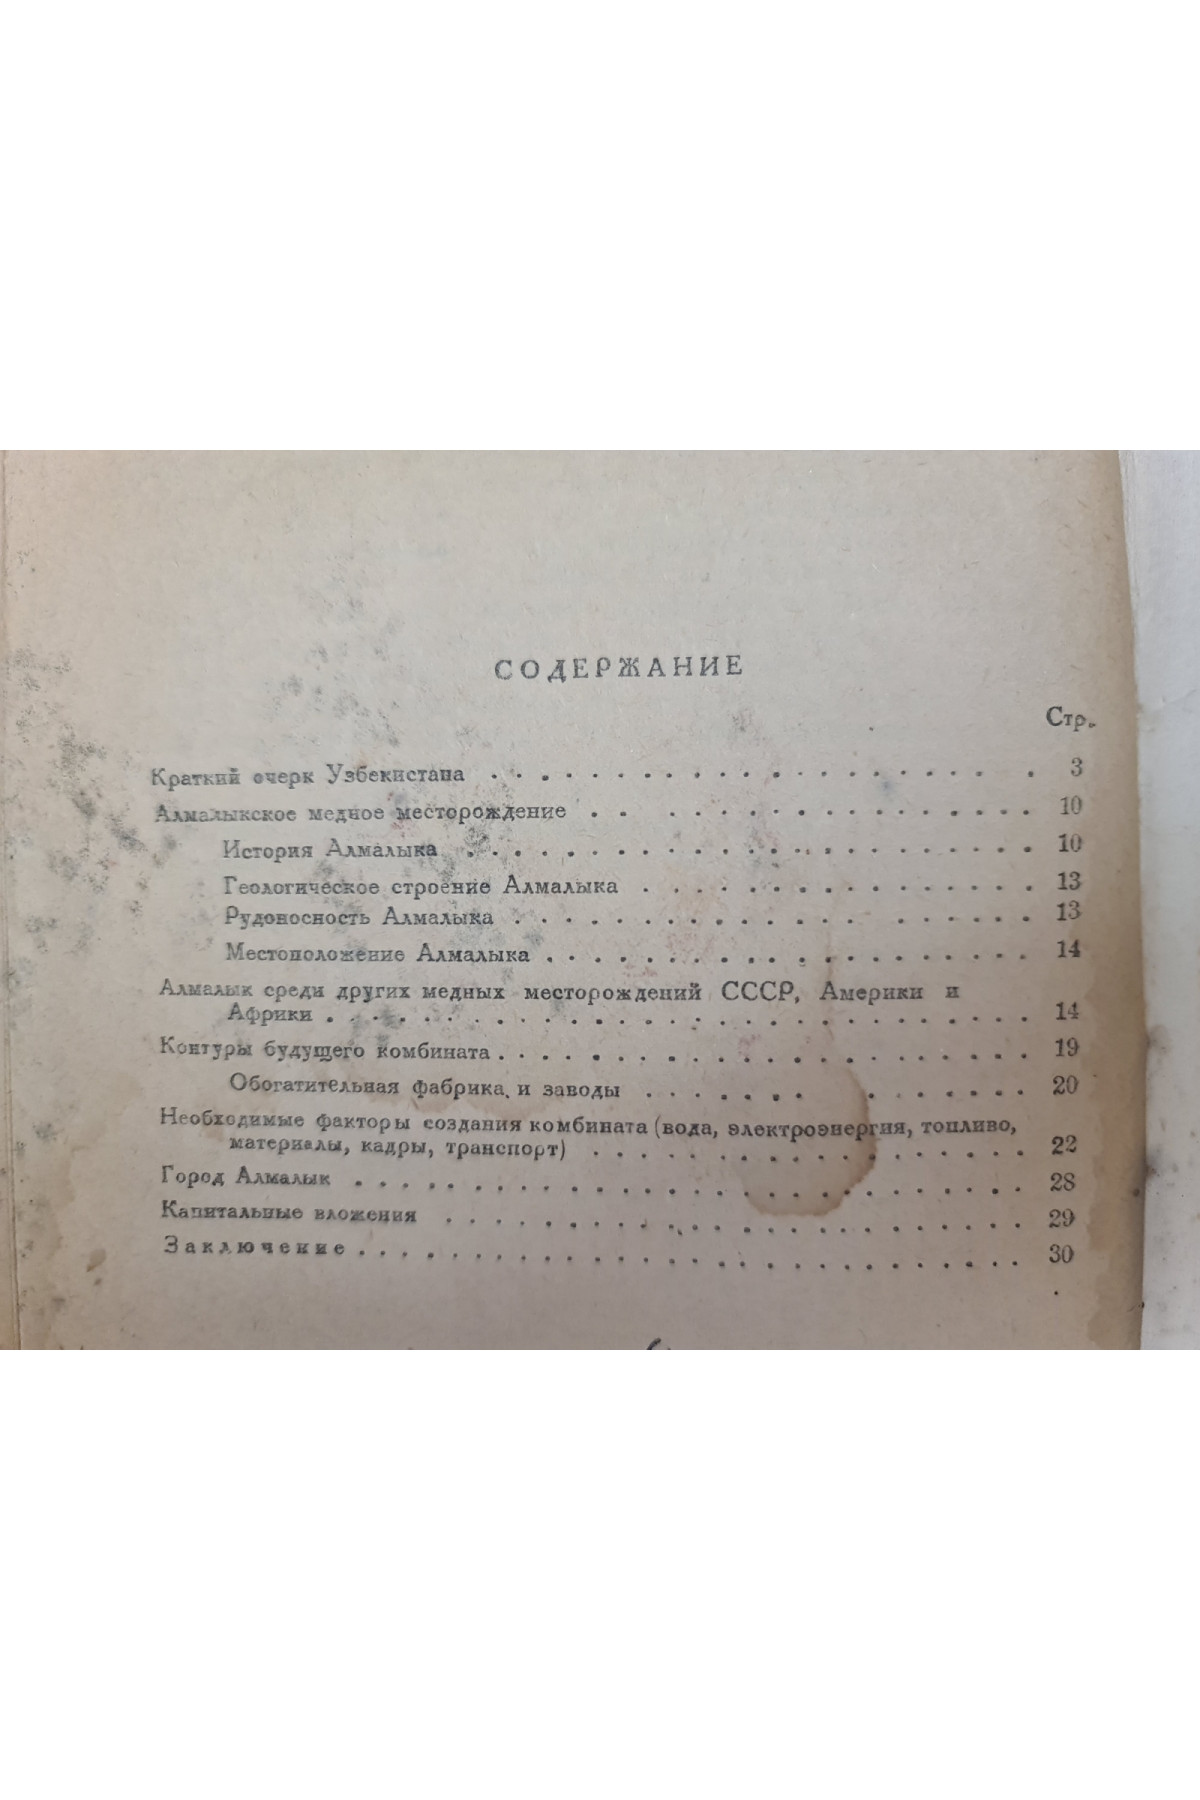 СОДЕРЖАНИЕ
Стр.
Краткий очерк Узбекистана . . . . . . . . . . . . . . . . . . . . . . 3
Алмалыкское медное месторождение . . . . . . . . . . . . . . . . . . 10
История Алмалыка . . . . . . . . . . . . . . . . . . . . . . . . 10
Геологическое строение Алмалыка . . . . . . . . . . . . . . . . . 13
Рудоносность Алмалыка . . . . . . . . . . . . . . . . . . . . . 13
Местоположение Алмалыка . . . . . . . . . . . . . . . . . . . . . 14
Алмалык среди других медных месторождений СССР, Америки и
Африки . . . . . . . . . . . . . . . . . . . . . . . . . . . . . 14
Контуры будущего комбината . . . . . . . . . . . . . . . . . . . . . . 19
Обогатительная фабрика и заводы . . . . . . . . . . . . . . . 20
Необходимые факторы создания комбината (вода, электроэнергия, топливо,
материалы, кадры, транспорт) . . . . . . . . . . . . . . . . . . 22
Город Алмалык . . . . . . . . . . . . . . . . . . . . . . . . . . . . 28
Капитальные вложения . . . . . . . . . . . . . . . . . . . . . . . . 29
Заключение . . . . . . . . . . . . . . . . . . . . . . . . . . . . 30